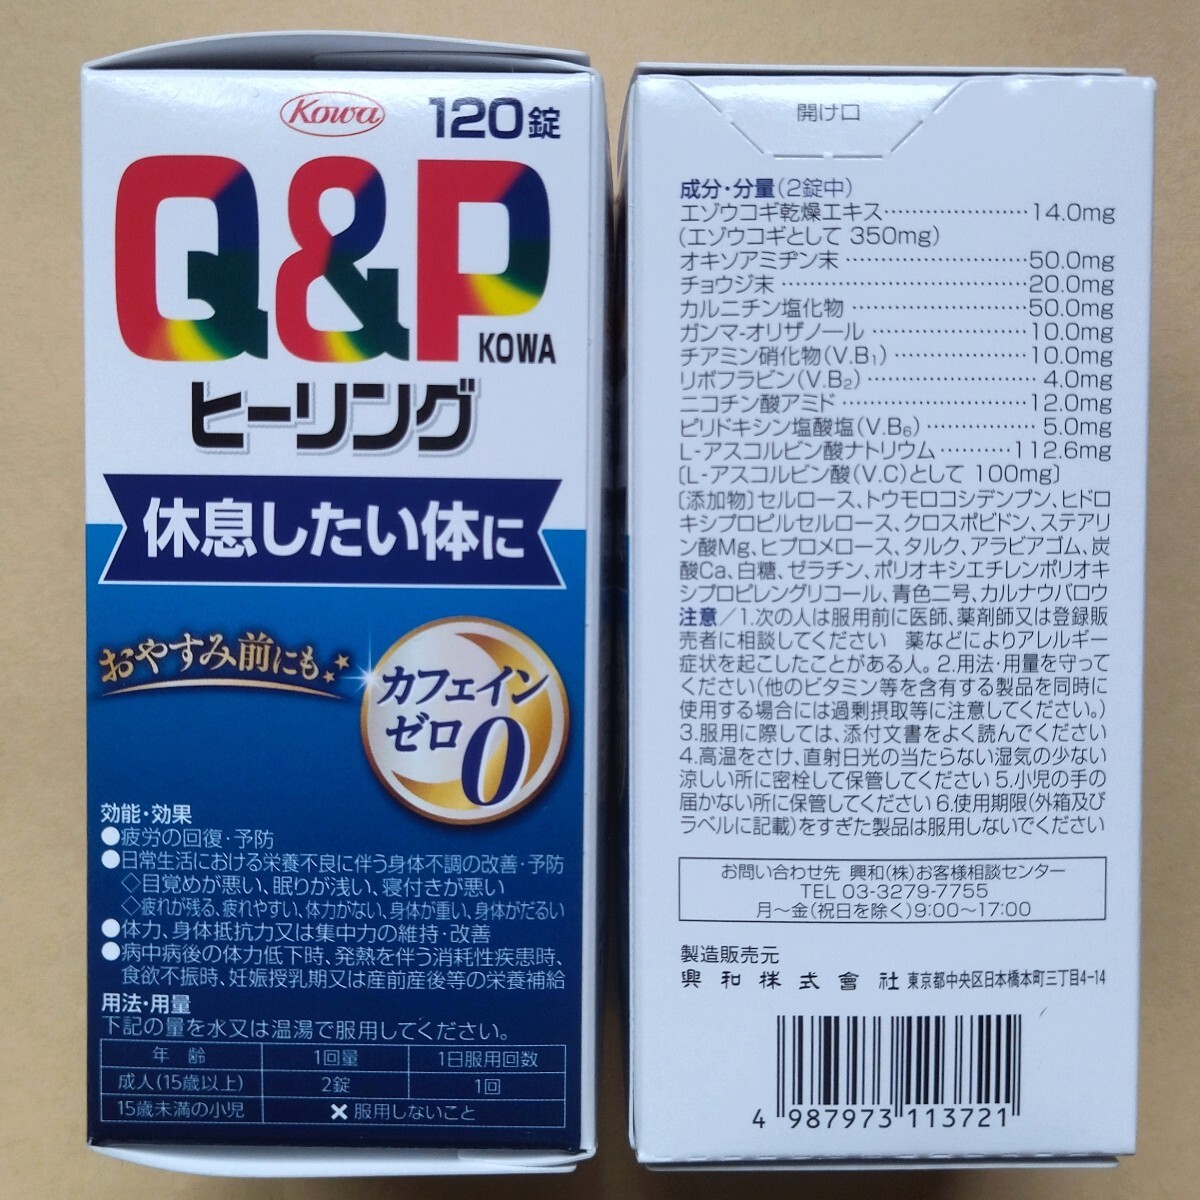 Kowa
120錠
Q&P
KOWA
ヒーリング
休息したい体に
おやすみ前にも
カフェイン
ゼロ0
効能・効果
●疲労の回復・予防
●日常生活における栄養不良に伴う身体不調の改善・予防
◇目覚めが悪い、眠りが浅い、寝付きが悪い
◇疲れが残る、疲れやすい、体力がない、身体が重い、身体がだるい
●体力、身体抵抗力又は集中力の維持・改善
●病中病後の体力低下時、発熱を伴う消耗性疾患時、
食欲不振時、妊娠授乳期又は産前産後等の栄養補給
用法・用量
下記の量を水又は温湯で服用してください。
年 齢 1回量 1日服用回数
成人(15歳以上) 2錠 1回
15歳未満の小児 ×服用しないこと
開け口
成分・分量(2錠中)
エゾウコギ乾燥エキス……………………14.0mg
(エゾウコギとして 350mg)
オキソアミヂン末……………………50.0mg
チョウジ末……………………20.0mg
カルニチン塩化物……………………50.0mg
ガンマ-オリザノール……………………10.0mg
チアミン硝化物(V.B₁)……………………10.0mg
リボフラビン(V.B₂)……………………4.0mg
ニコチン酸アミド……………………12.0mg
ピリドキシン塩酸塩(V.B₆)……………………5.0mg
L-アスコルビン酸ナトリウム…………112.6mg
〔L-アスコルビン酸(V.C)として 100mg〕
〔添加物〕セルロース、トウモロコシデンプン、ヒドロ
キシプロピルセルロース、クロスポビドン、ステアリ
ン酸Mg、ヒプロメロース、タルク、アラビアゴム、炭
酸Ca、白糖、ゼラチン、ポリオキシエチレンポリオキ
シプロピレングリコール、青色二号、カルナウバロウ
注意／1.次の人は服用前に医師、薬剤師又は登録販
売者に相談してください 薬などによりアレルギー
症状を起こしたことがある人。2.用法・用量を守って
ください(他のビタミン等を含有する製品を同時に
使用する場合には過剰摂取等に注意してください。)
3.服用に際しては、添付文書をよく読んでください
4.高温をさけ、直射日光の当たらない湿気の少ない
涼しい所に密栓して保管してください 5.小児の手の
届かない所に保管してください 6.使用期限(外箱及び
ラベルに記載)をすぎた製品は服用しないでください
お問い合わせ先 興和(株)お客様相談センター
TEL 03-3279-7755
月〜金(祝日を除く)9:00〜17:00
製造販売元
興和株式會社 東京都中央区日本橋本町三丁目4-14
4 987973 113721